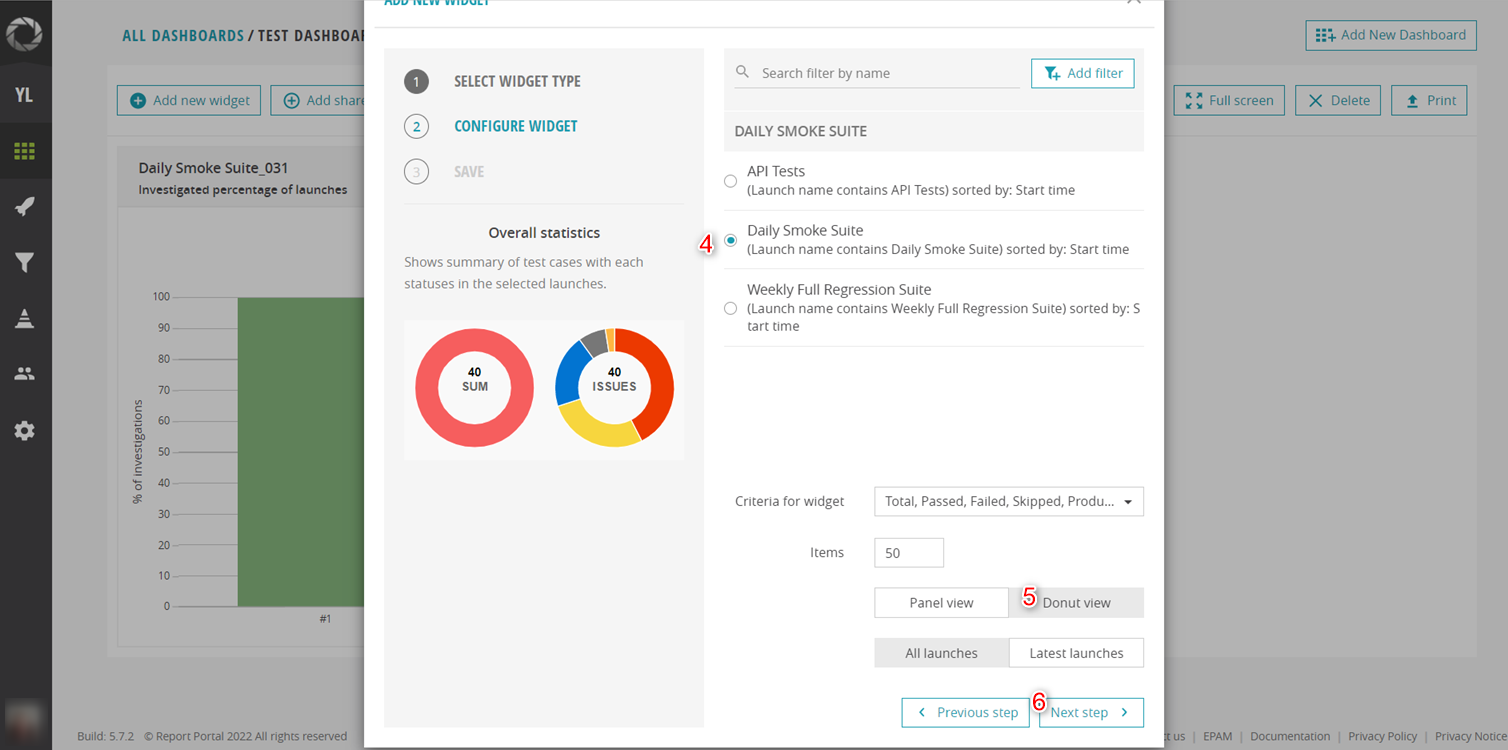 ADD NEW WIDGET
ALL DASHBOARDS / TEST DASHBOAR
Add New Dashboard
YL
Add new widget
Add share
Full screen
Delete
Print
Daily Smoke Suite_031
Investigated percentage of launches
% of investigations
100
90
80
70
60
50
40
30
20
10
0
#1
1 SELECT WIDGET TYPE
2 CONFIGURE WIDGET
3 SAVE
Overall statistics
Shows summary of test cases with each
statuses in the selected launches.
40
SUM
40
ISSUES
Search filter by name
Add filter
DAILY SMOKE SUITE
API Tests
(Launch name contains API Tests) sorted by: Start time
4
Daily Smoke Suite
(Launch name contains Daily Smoke Suite) sorted by: Start time
Weekly Full Regression Suite
(Launch name contains Weekly Full Regression Suite) sorted by: S
tart time
Criteria for widget
Total, Passed, Failed, Skipped, Produ...
Items
50
Panel view
5
Donut view
All launches
Latest launches
Previous step
6
Next step
Build: 5.7.2 © Report Portal 2022 All rights reserved
ct us | EPAM | Documentation | Privacy Policy | Privacy Notice